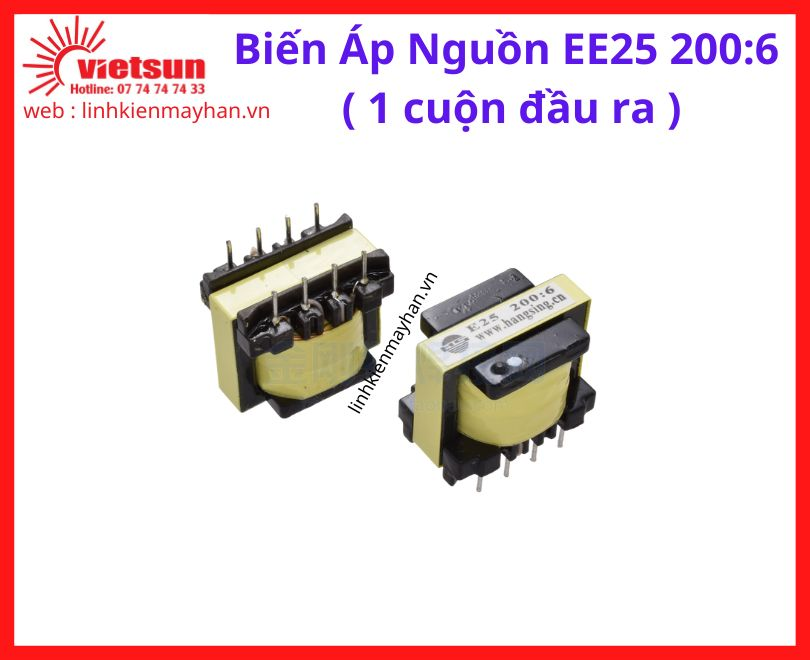 vietsun
Hotline: 07 74 74 74 33
web : linhkienmayhan.vn
Biến Áp Nguồn EE25 200:6
( 1 cuộn đầu ra )
linhkienmayhan.vn
E25 200:6
www.hangsing.cn